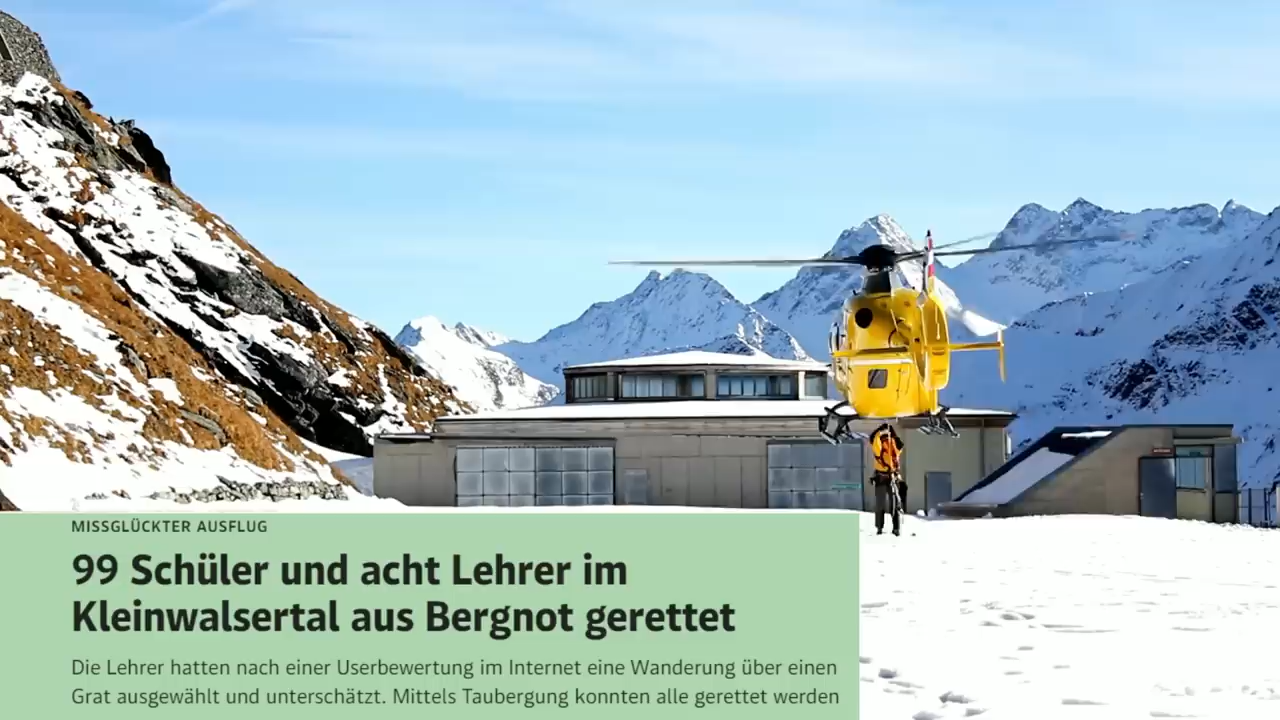 MISSGLÜCKTER AUSFLUG
99 Schüler und acht Lehrer im
Kleinwalsertal aus Bergnot gerettet
Die Lehrer hatten nach einer Userbewertung im Internet eine Wanderung über einen
Grat ausgewählt und unterschätzt. Mittels Taubergung konnten alle gerettet werden